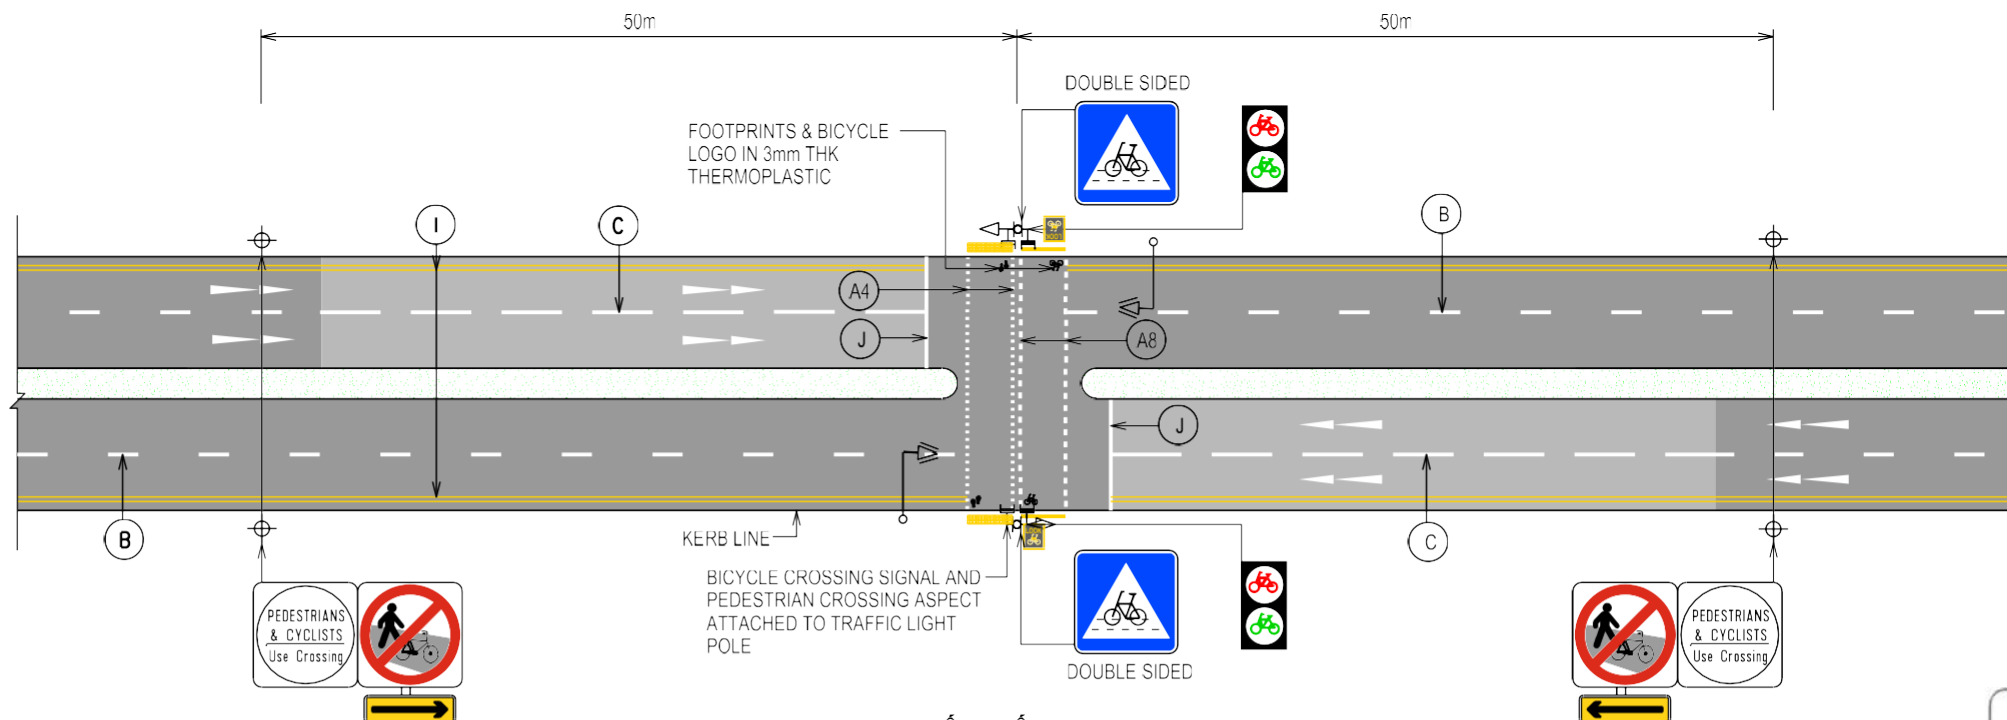 50m
50m
DOUBLE SIDED
FOOTPRINTS & BICYCLE
LOGO IN 3mm THK
THERMOPLASTIC
I
C
B
A4
J
A8
J
B
KERB LINE
C
BICYCLE CROSSING SIGNAL AND
PEDESTRIAN CROSSING ASPECT
ATTACHED TO TRAFFIC LIGHT
POLE
DOUBLE SIDED
PEDESTRIANS
& CYCLISTS
Use Crossing
PEDESTRIANS
& CYCLISTS
Use Crossing